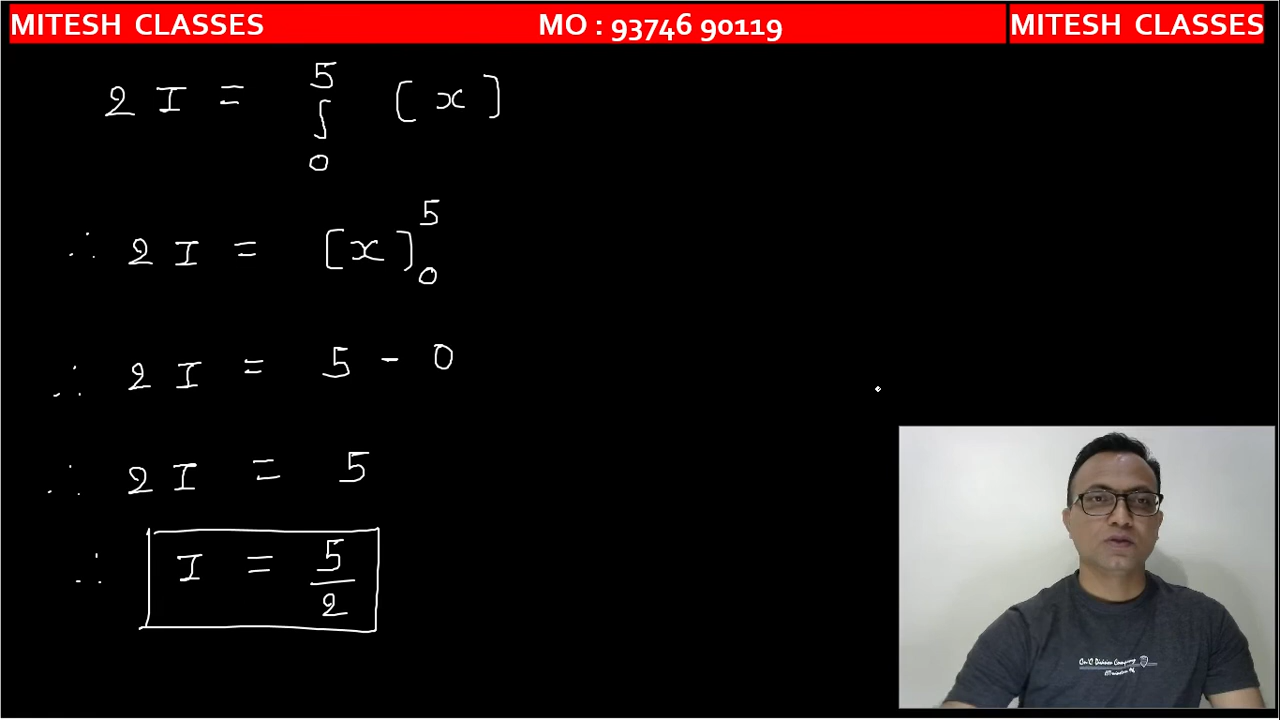 MITESH CLASSES MO : 93746 90119 MITESH CLASSES
2 I = ∫₀⁵ [x]
∴ 2 I = [x]₀⁵
∴ 2 I = 5 - 0
∴ 2 I = 5
∴ I = 5/2